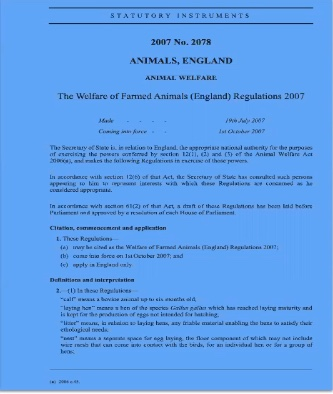 STATUTORY INSTRUMENTS
2007 No. 2078
ANIMALS, ENGLAND
ANIMAL WELFARE
The Welfare of Farmed Animals (England) Regulations 2007
Made - - - - 19th July 2007
Coming into force - - 1st October 2007
The Secretary of State is, in relation to England, the appropriate national authority for the purposes
of exercising the powers conferred by section 12(1), (2) and (3) of the Animal Welfare Act
2006(a), and makes the following Regulations in exercise of those powers.
In accordance with section 12(6) of that Act, the Secretary of State has consulted such persons
appearing to him to represent interests with which these Regulations are concerned as he
considered appropriate.
In accordance with section 61(2) of that Act, a draft of these Regulations has been laid before
Parliament and approved by a resolution of each House of Parliament.
Citation, commencement and application
1. These Regulations—
(a) may be cited as the Welfare of Farmed Animals (England) Regulations 2007;
(b) come into force on 1st October 2007; and
(c) apply in England only.
Definitions and interpretation
2.—(1) In these Regulations—
"calf" means a bovine animal up to six months old;
"laying hen" means a hen of the species Gallus gallus which has reached laying maturity and
is kept for the production of eggs not intended for hatching;
"litter" means, in relation to laying hens, any friable material enabling the hens to satisfy their
ethological needs;
"nest" means a separate space for egg laying, the floor component of which may not include
wire mesh that can come into contact with the birds, for an individual hen or for a group of
hens;
(a) 2006 c.45.